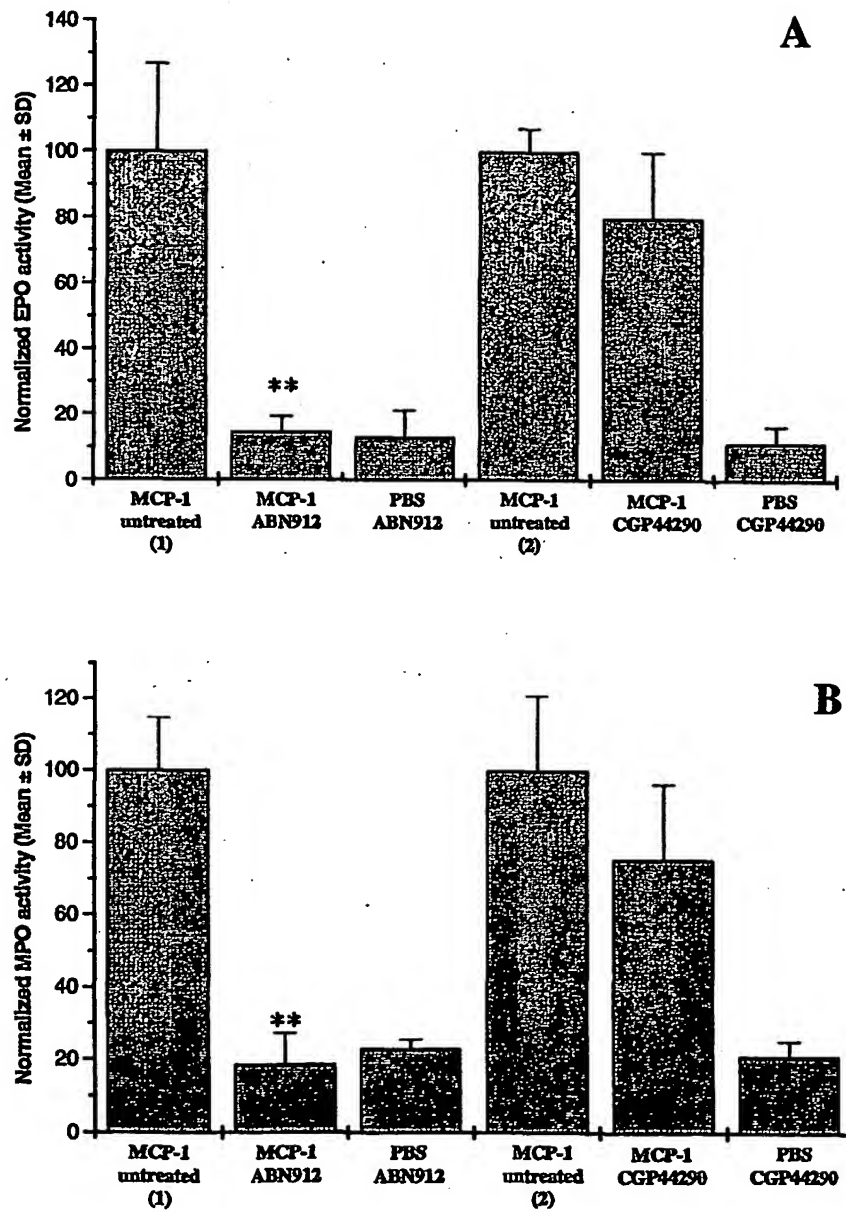 A
Normalized EPO activity (Mean ± SD)
140
120
100
80
60
40
20
0
**
MCP-1 untreated (1)
MCP-1 ABN912
PBS ABN912
MCP-1 untreated (2)
MCP-1 CGP44290
PBS CGP44290
B
Normalized MPO activity (Mean ± SD)
120
100
80
60
40
20
0
**
MCP-1 untreated (1)
MCP-1 ABN912
PBS ABN912
MCP-1 untreated (2)
MCP-1 CGP44290
PBS CGP44290